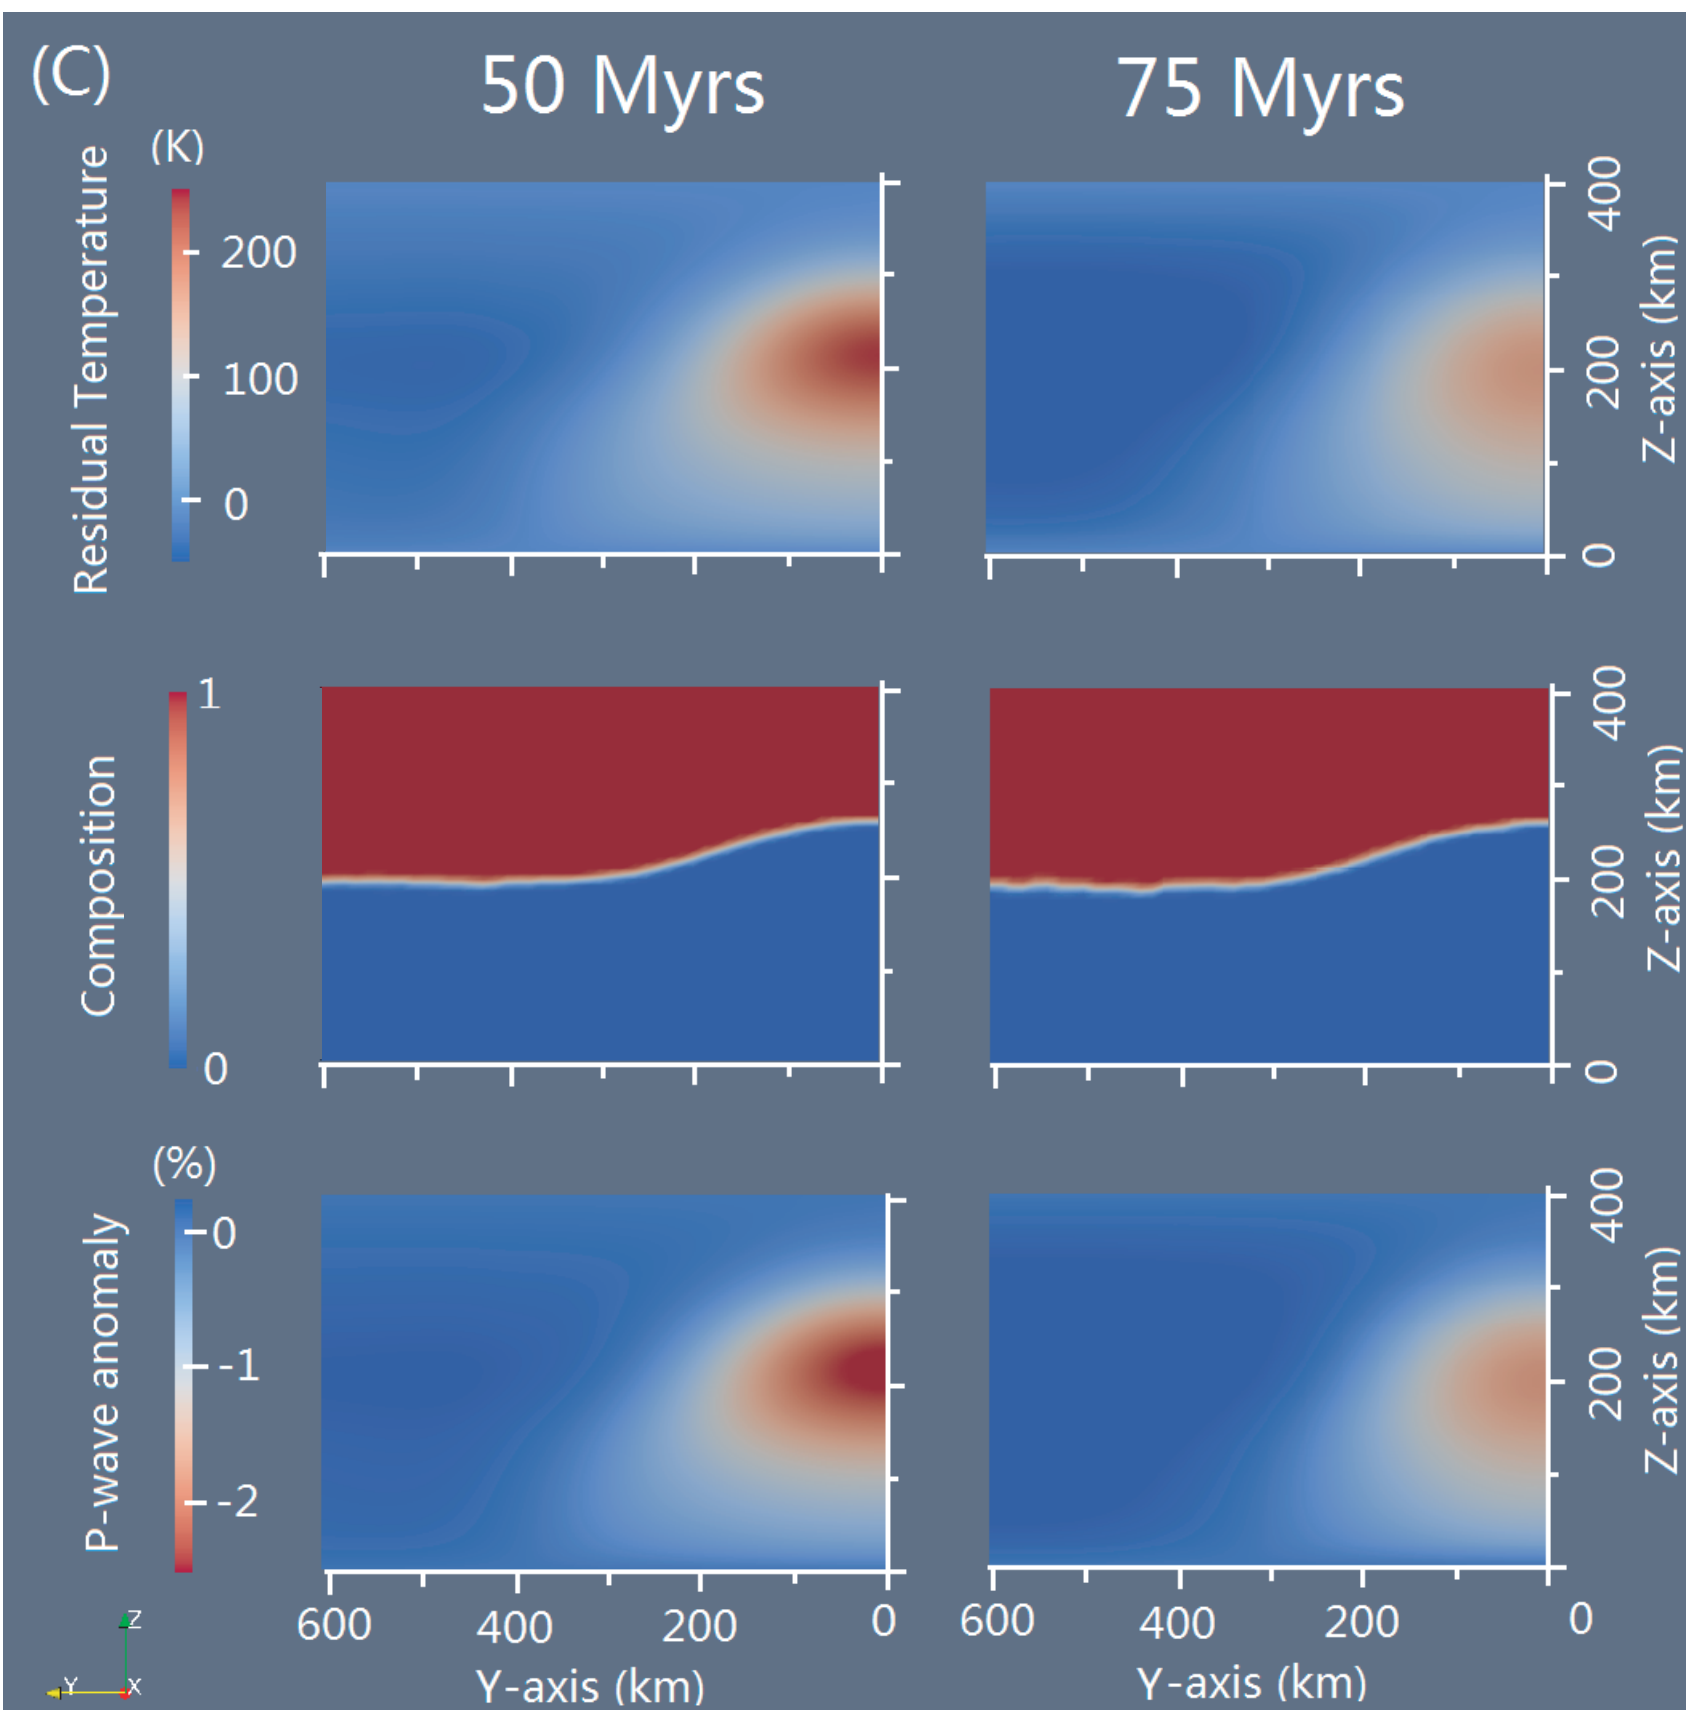 (C)
50 Myrs
75 Myrs
Residual Temperature
(K)
200
100
0
400
200
0
Z-axis (km)
Composition
1
0
400
200
0
Z-axis (km)
P-wave anomaly
(%)
0
-1
-2
400
200
Z-axis (km)
600
400
200
0
600
400
200
0
Y-axis (km)
Y-axis (km)
Z
Y
X